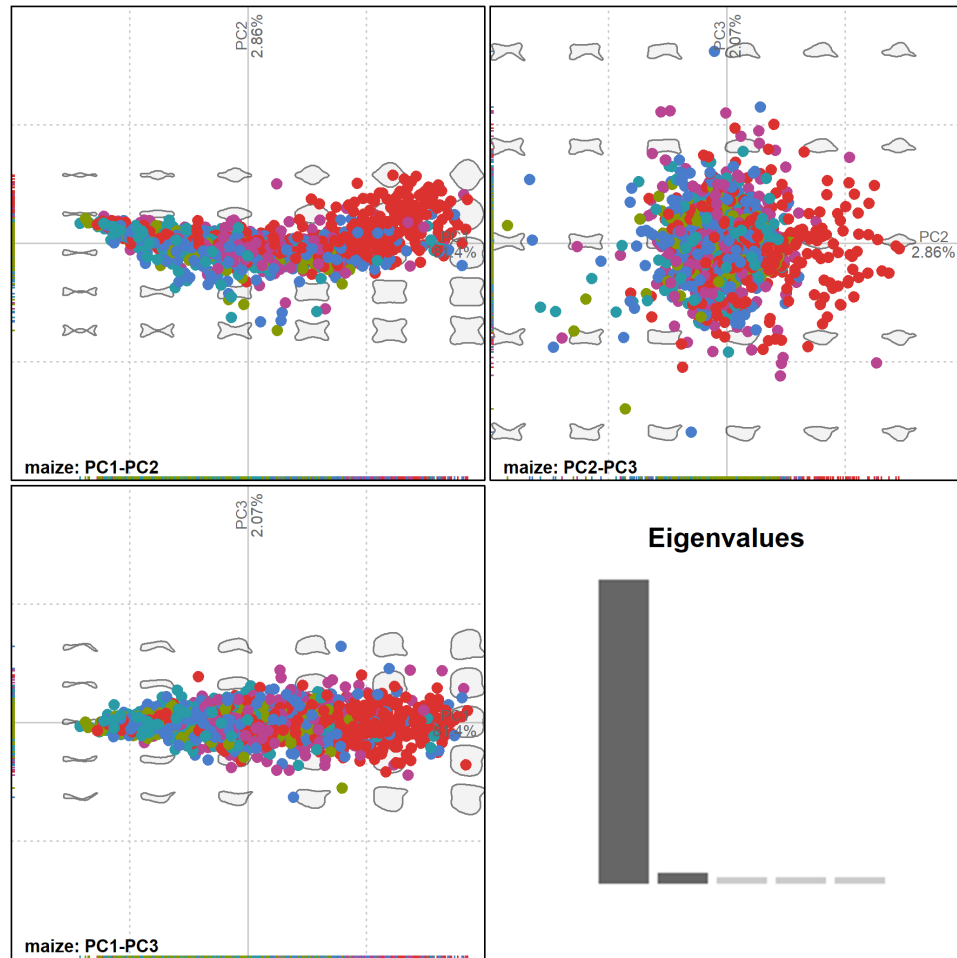 PC2
2.86%
maize: PC1-PC2
PC3
2.07%
PC2
2.86%
maize: PC2-PC3
PC3
2.07%
maize: PC1-PC3
Eigenvalues